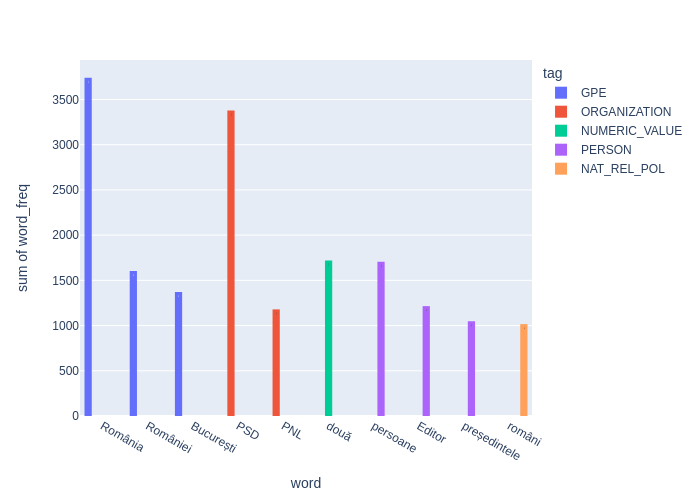 tag
GPE
ORGANIZATION
NUMERIC_VALUE
PERSON
NAT_REL_POL
sum of word_freq
3500
3000
2500
2000
1500
1000
500
0
România
României
București
PSD
PNL
două
persoane
Editor
președintele
români
word